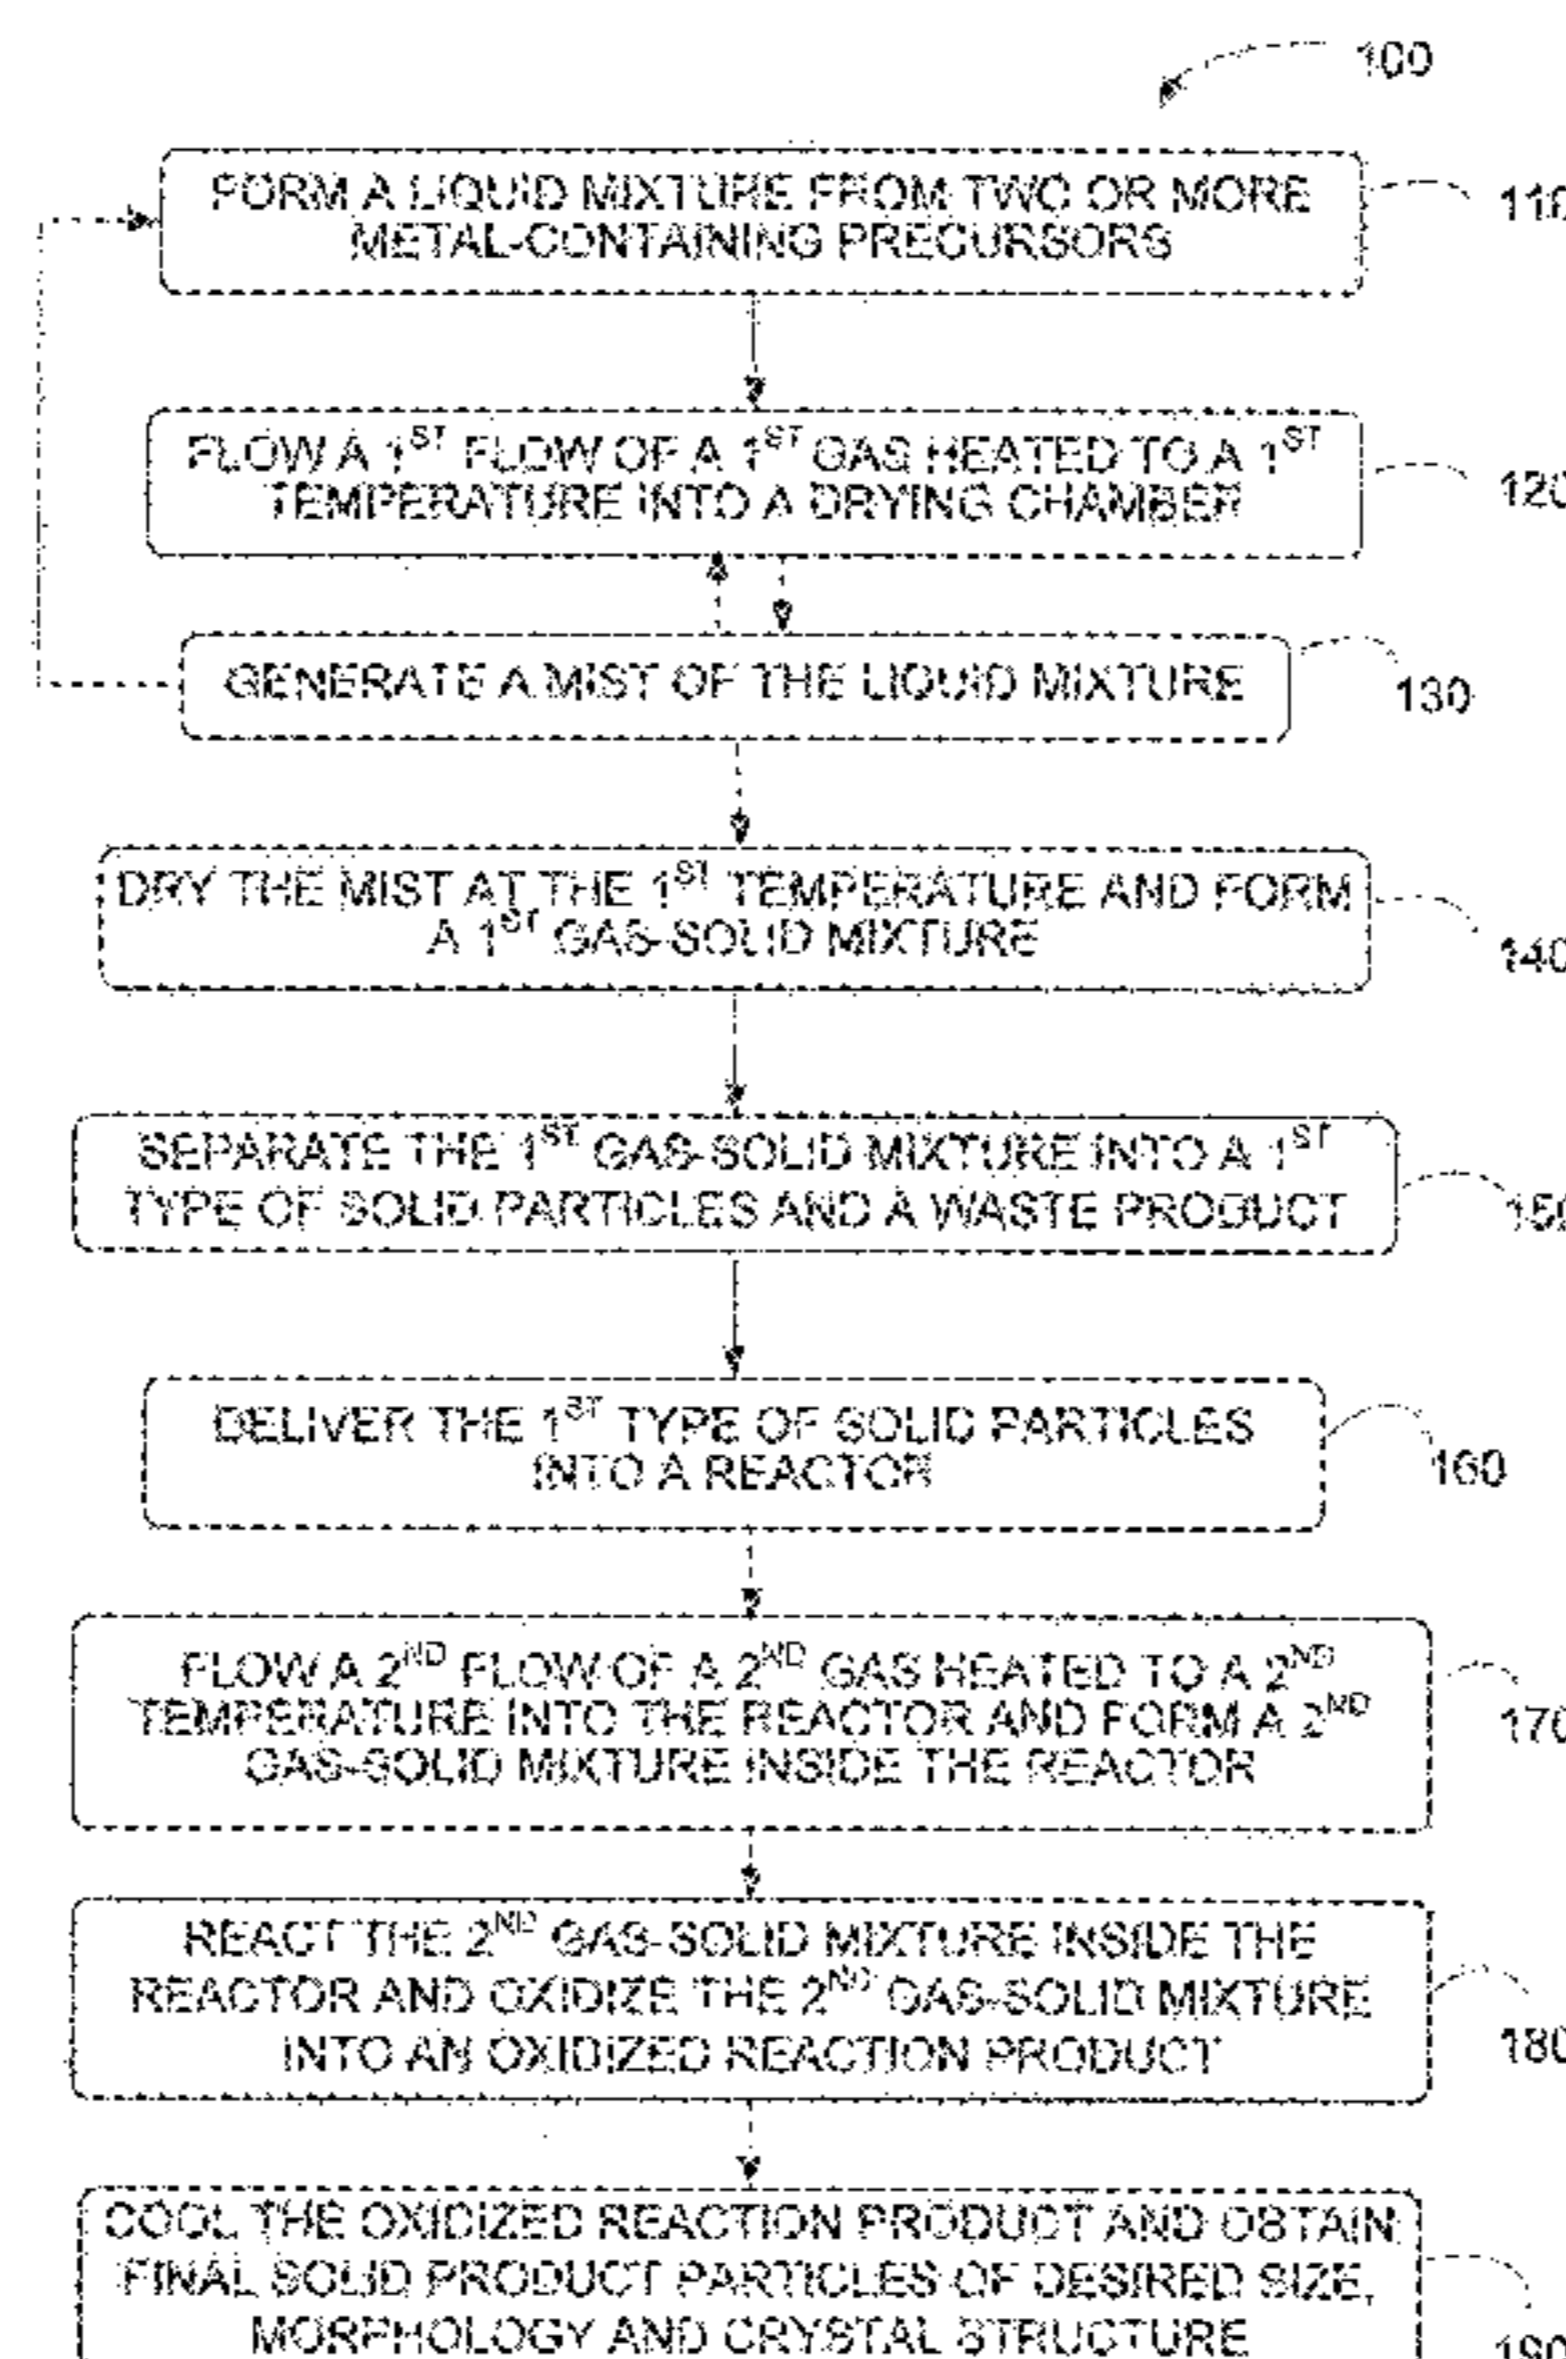 100
FORM A LIQUID MIXTURE FROM TWO OR MORE
METAL-CONTAINING PRECURSORS
110
FLOW A 1ST FLOW OF A 1ST GAS HEATED TO A 1ST
TEMPERATURE INTO A DRYING CHAMBER
120
GENERATE A MIST OF THE LIQUID MIXTURE
130
DRY THE MIST AT THE 1ST TEMPERATURE AND FORM
A 1ST GAS-SOLID MIXTURE
140
SEPARATE THE 1ST GAS-SOLID MIXTURE INTO A 1ST
TYPE OF SOLID PARTICLES AND A WASTE PRODUCT
150
DELIVER THE 1ST TYPE OF SOLID PARTICLES
INTO A REACTOR
160
FLOW A 2ND FLOW OF A 2ND GAS HEATED TO A 2ND
TEMPERATURE INTO THE REACTOR AND FORM A 2ND
GAS-SOLID MIXTURE INSIDE THE REACTOR
170
REACT THE 2ND GAS-SOLID MIXTURE INSIDE THE
REACTOR AND OXIDIZE THE 2ND GAS-SOLID MIXTURE
INTO AN OXIDIZED REACTION PRODUCT
180
COOL THE OXIDIZED REACTION PRODUCT AND OBTAIN
FINAL SOLID PRODUCT PARTICLES OF DESIRED SIZE,
MORPHOLOGY AND CRYSTAL STRUCTURE
190